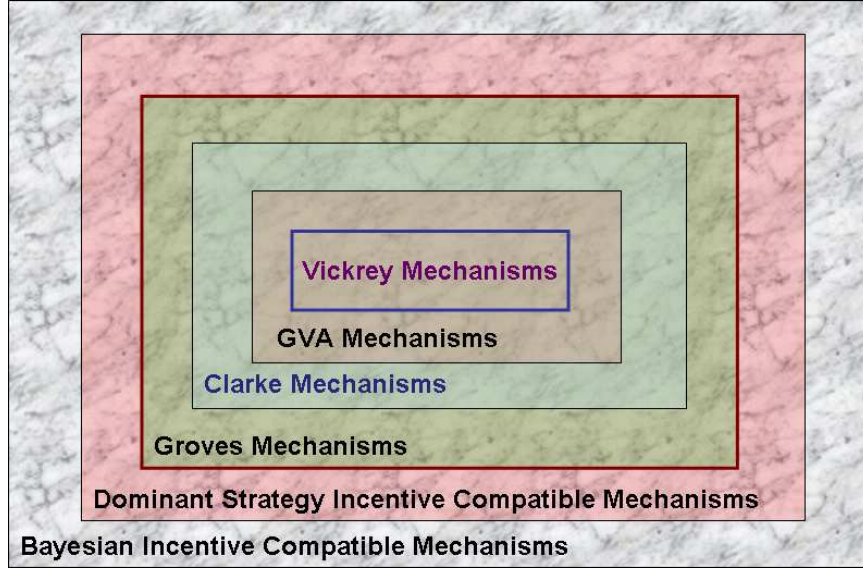 Vickrey Mechanisms
GVA Mechanisms
Clarke Mechanisms
Groves Mechanisms
Dominant Strategy Incentive Compatible Mechanisms
Bayesian Incentive Compatible Mechanisms